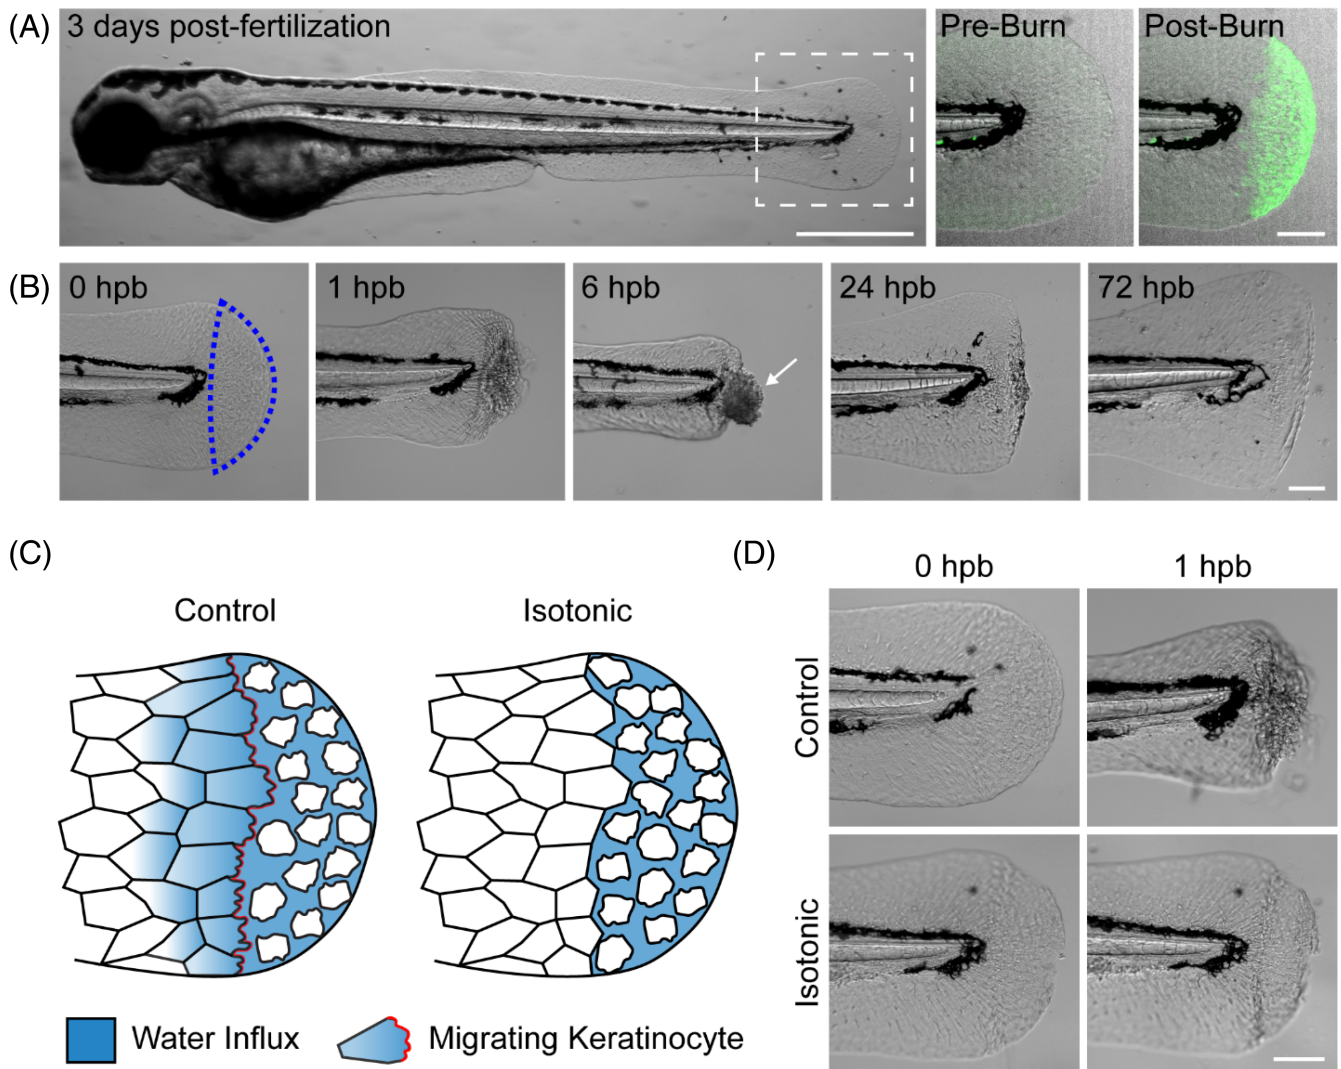 (A)
3 days post-fertilization
Pre-Burn
Post-Burn
(B)
0 hpb
1 hpb
6 hpb
24 hpb
72 hpb
(C)
Control
Isotonic
Water Influx
Migrating Keratinocyte
(D)
0 hpb
1 hpb
Control
Isotonic